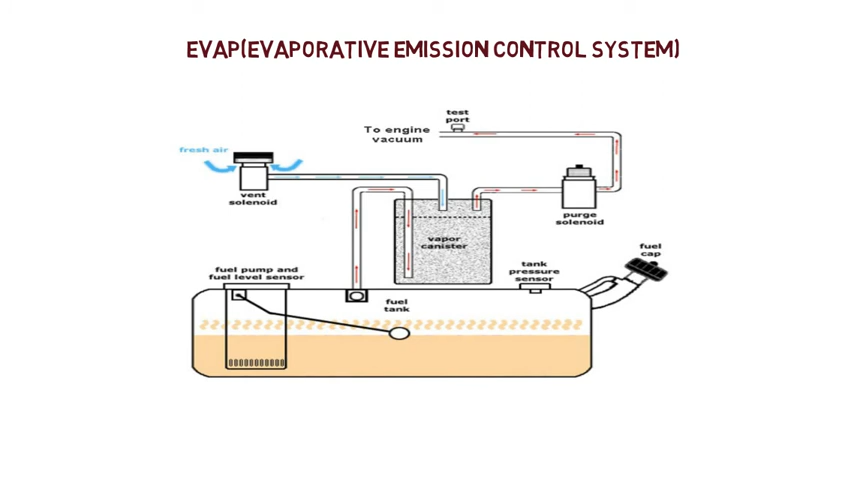 EVAP(EVAPORATIVE EMISSION CONTROL SYSTEM)
test
port
To engine
vacuum
fresh air
vent
solenoid
purge
solenoid
vapor
canister
fuel
cap
tank
pressure
sensor
fuel pump and
fuel level sensor
fuel
tank